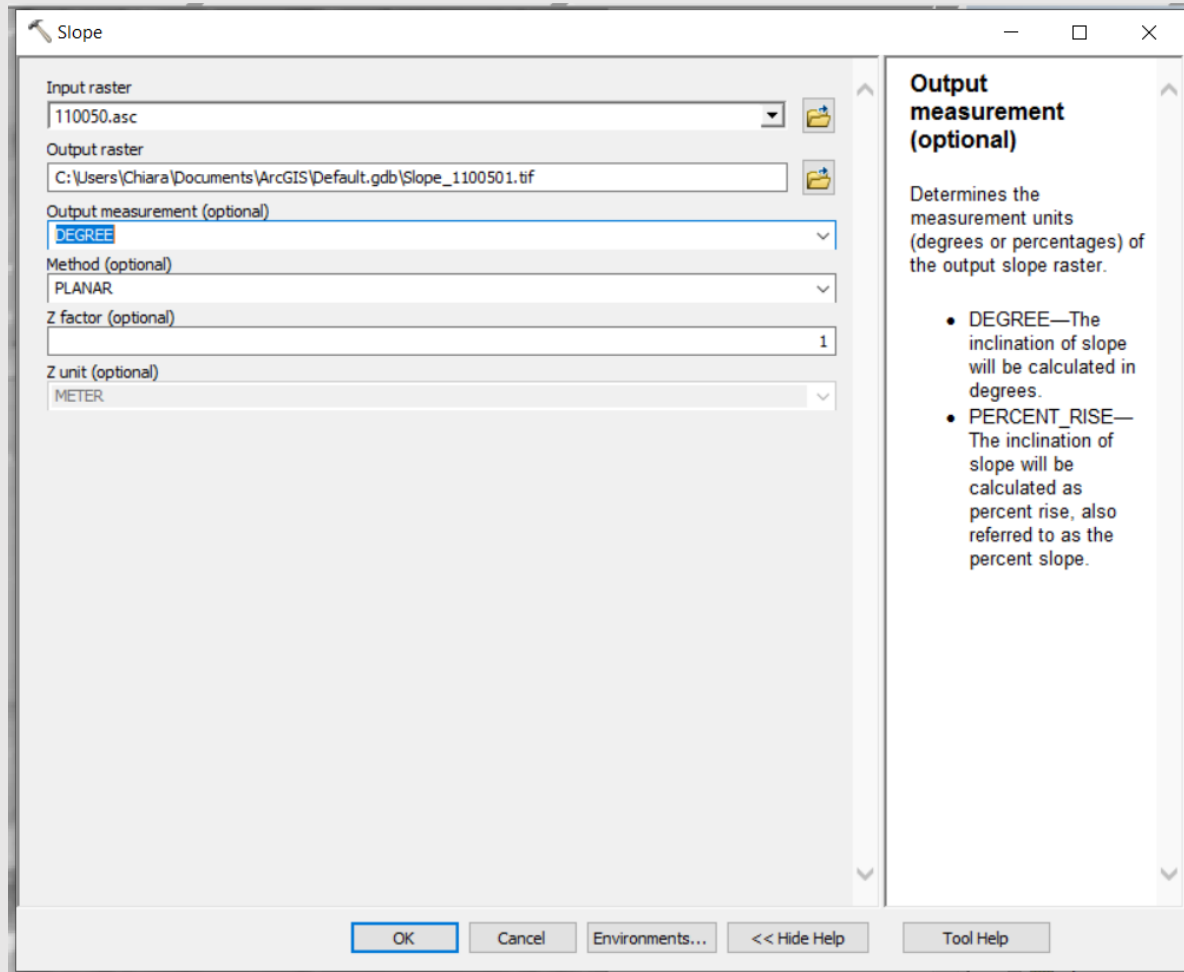 Slope
Input raster
110050.asc
Output raster
C:\Users\Chiara\Documents\ArcGIS\Default.gdb\Slope_1100501.tif
Output measurement (optional)
DEGREE
Method (optional)
PLANAR
Z factor (optional)
1
Z unit (optional)
METER
Output
measurement
(optional)
Determines the
measurement units
(degrees or percentages) of
the output slope raster.
• DEGREE—The
inclination of slope
will be calculated in
degrees.
• PERCENT_RISE—
The inclination of
slope will be
calculated as
percent rise, also
referred to as the
percent slope.
OK
Cancel
Environments...
<< Hide Help
Tool Help